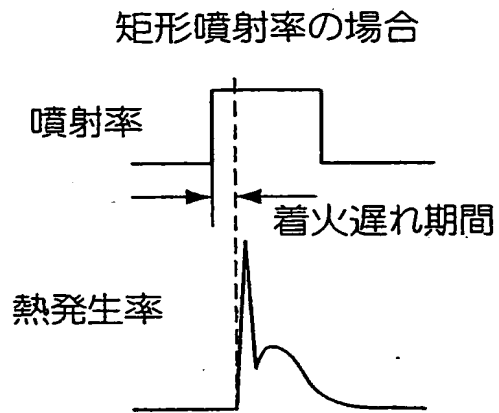 矩形噴射率の場合
噴射率
着火遅れ期間
熱発生率